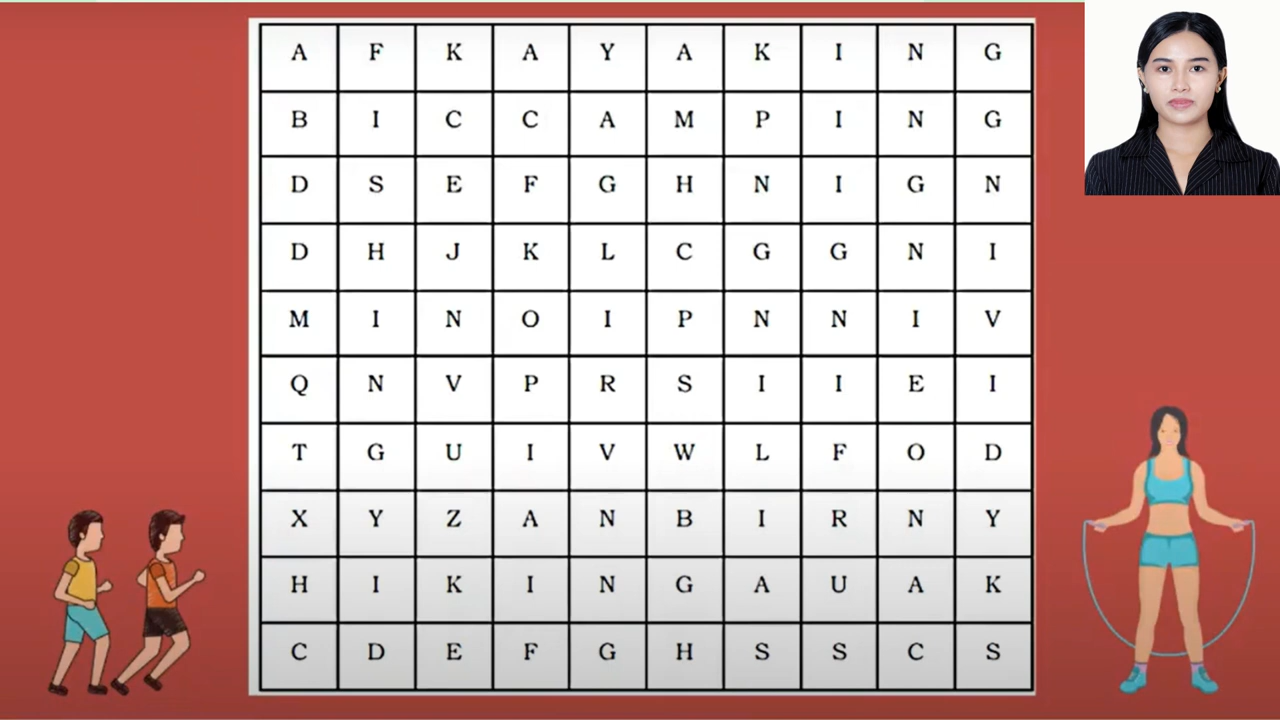 A F K A Y A K I N G
B I C C A M P I N G
D S E F G H N I G N
D H J K L C G G N I
M I N O I P N N I V
Q N V P R S I I E I
T G U I V W L F O D
X Y Z A N B I R N Y
H I K I N G A U A K
C D E F G H S S C S